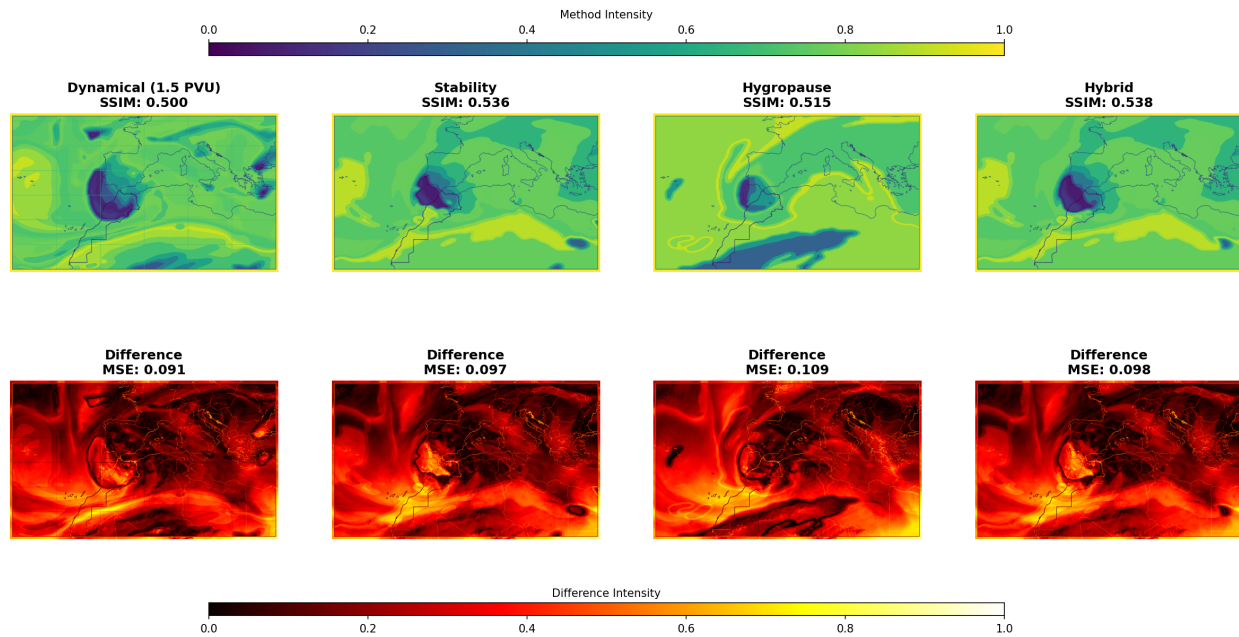 Method Intensity
0.0 0.2 0.4 0.6 0.8 1.0
Dynamical (1.5 PVU)
SSIM: 0.500
Stability
SSIM: 0.536
Hygropause
SSIM: 0.515
Hybrid
SSIM: 0.538
Difference
MSE: 0.091
Difference
MSE: 0.097
Difference
MSE: 0.109
Difference
MSE: 0.098
Difference Intensity
0.0 0.2 0.4 0.6 0.8 1.0